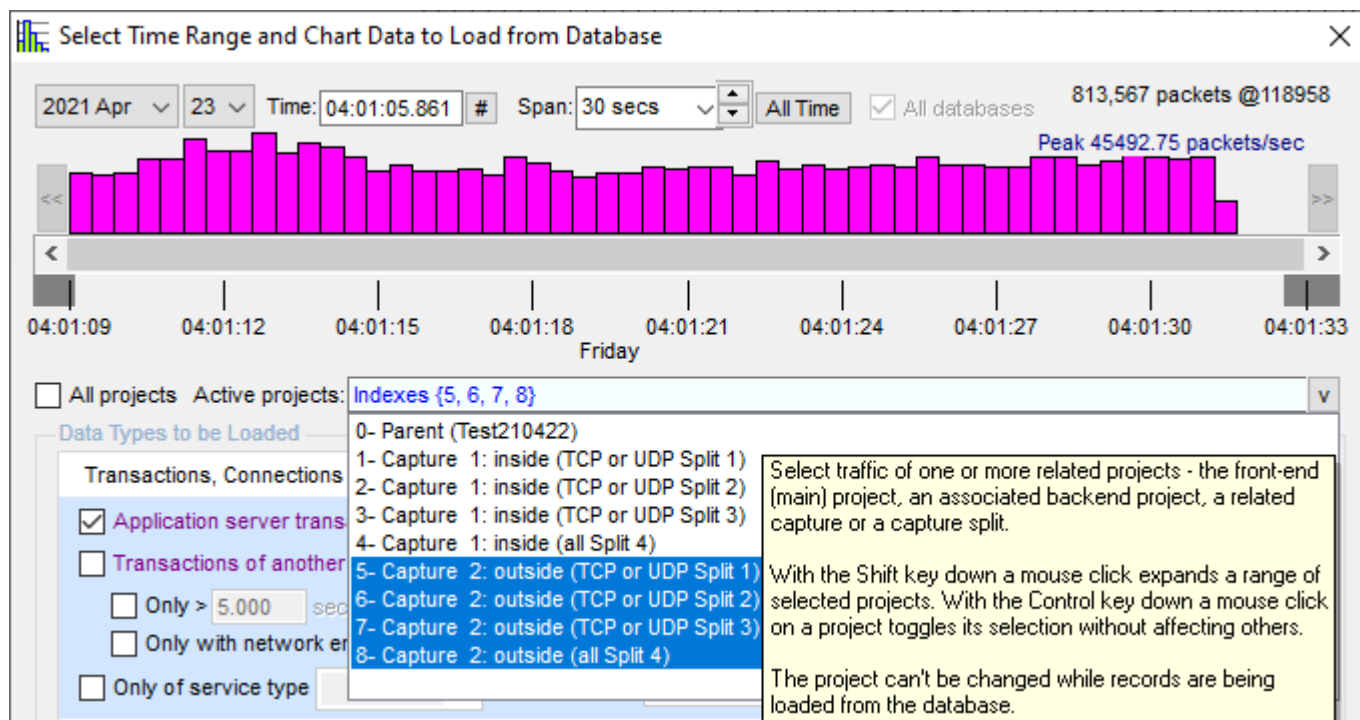 Select Time Range and Chart Data to Load from Database
2021 Apr 23 Time: 04:01:05.861 # Span: 30 secs All Time All databases 813,567 packets @118958
Peak 45492.75 packets/sec
<< >>
04:01:09 04:01:12 04:01:15 04:01:18 04:01:21 04:01:24 04:01:27 04:01:30 04:01:33
Friday
All projects Active projects: Indexes {5, 6, 7, 8} v
Data Types to be Loaded
0- Parent (Test210422)
Transactions, Connections
1- Capture 1: inside (TCP or UDP Split 1)
2- Capture 1: inside (TCP or UDP Split 2)
Application server trans
3- Capture 1: inside (TCP or UDP Split 3)
4- Capture 1: inside (all Split 4)
Transactions of another
5- Capture 2: outside (TCP or UDP Split 1)
Only > 5.000 sec
6- Capture 2: outside (TCP or UDP Split 2)
7- Capture 2: outside (TCP or UDP Split 3)
Only with network er
8- Capture 2: outside (all Split 4)
Only of service type
Select traffic of one or more related projects - the front-end
(main) project, an associated backend project, a related
capture or a capture split.
With the Shift key down a mouse click expands a range of
selected projects. With the Control key down a mouse click
on a project toggles its selection without affecting others.
The project can't be changed while records are being
loaded from the database.